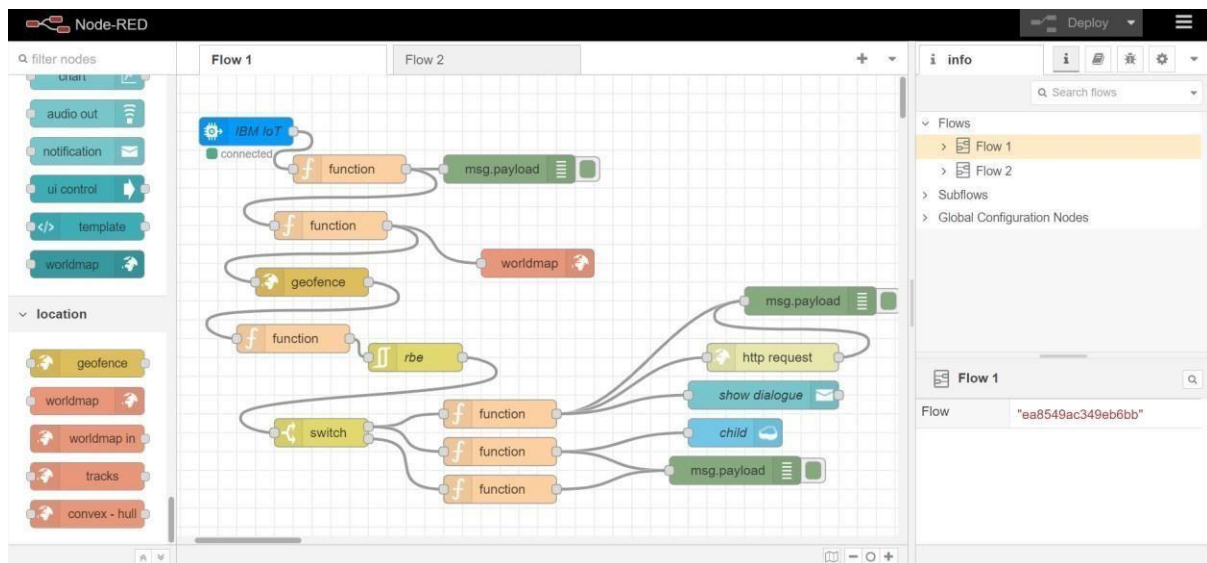 Node-RED
Deploy
filter nodes
chart
audio out
notification
ui control
</> template
worldmap
location
geofence
worldmap
worldmap in
tracks
convex - hull
Flow 1
Flow 2
IBM IoT
connected
function
msg.payload
function
worldmap
geofence
msg.payload
function
rbe
http request
show dialogue
function
switch
child
function
msg.payload
function
i info
i
Search flows
Flows
Flow 1
Flow 2
Subflows
Global Configuration Nodes
Flow 1
Flow "ea8549ac349eb6bb"